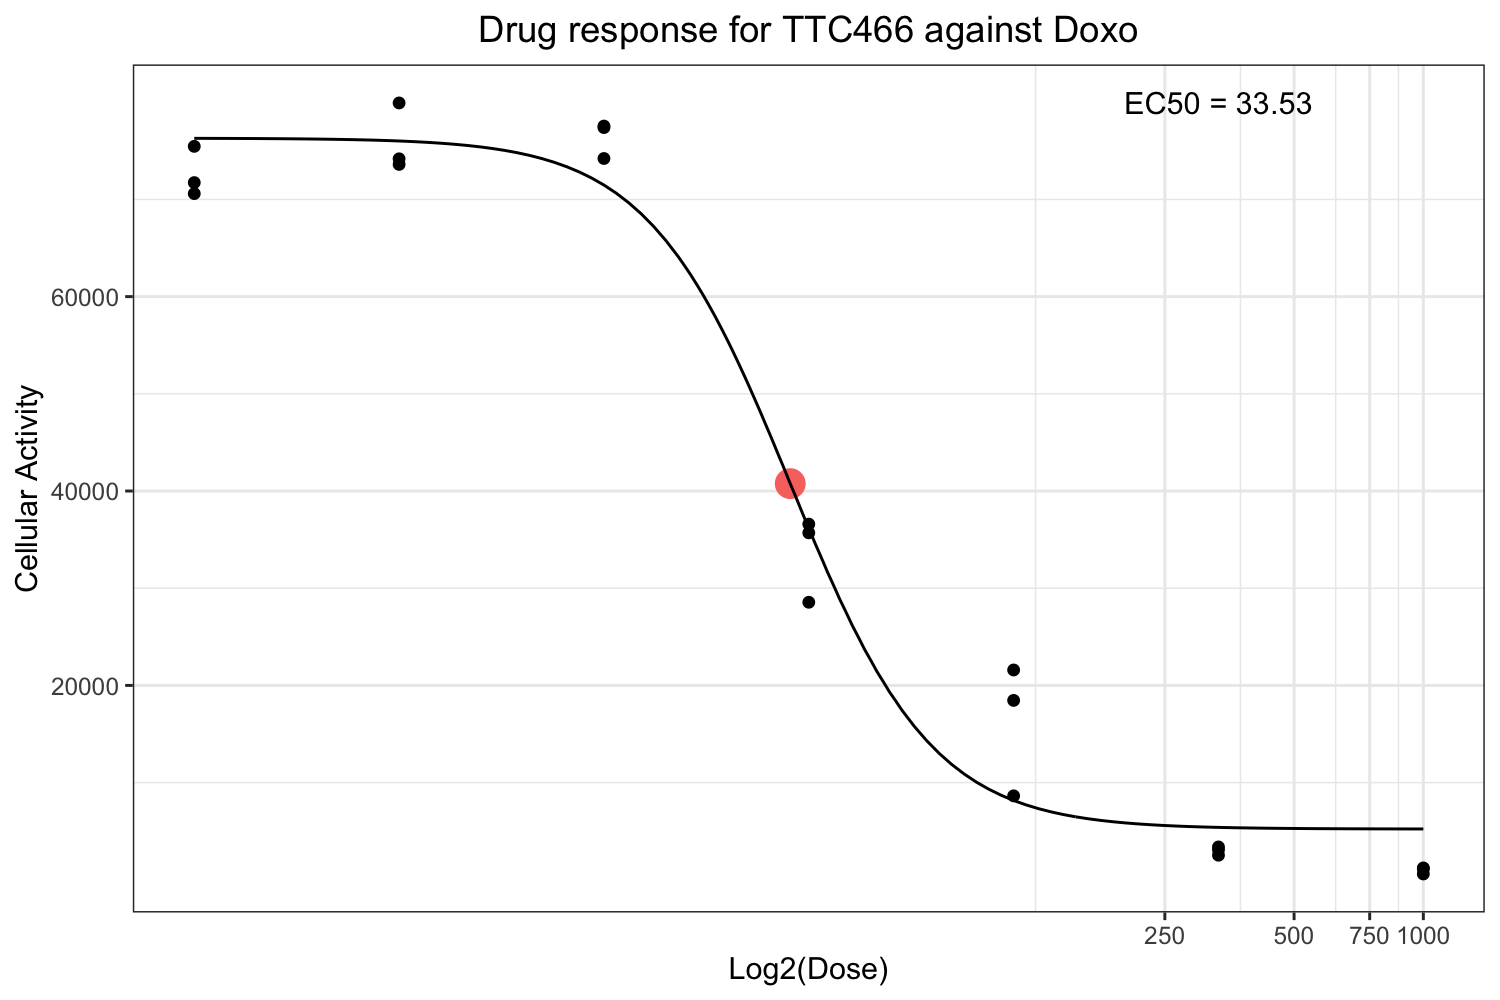 Drug response for TTC466 against Doxo
EC50 = 33.53
60000
40000
20000
Cellular Activity
250 500 750 1000
Log2(Dose)